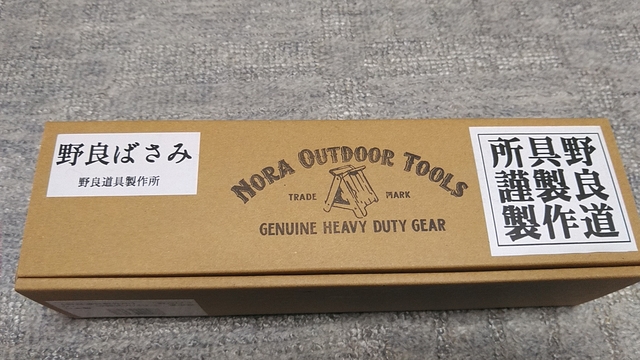 野良ばさみ
野良道具製作所
NORA OUTDOOR TOOLS
TRADE MARK
GENUINE HEAVY DUTY GEAR
野良道
具製作
所謹製